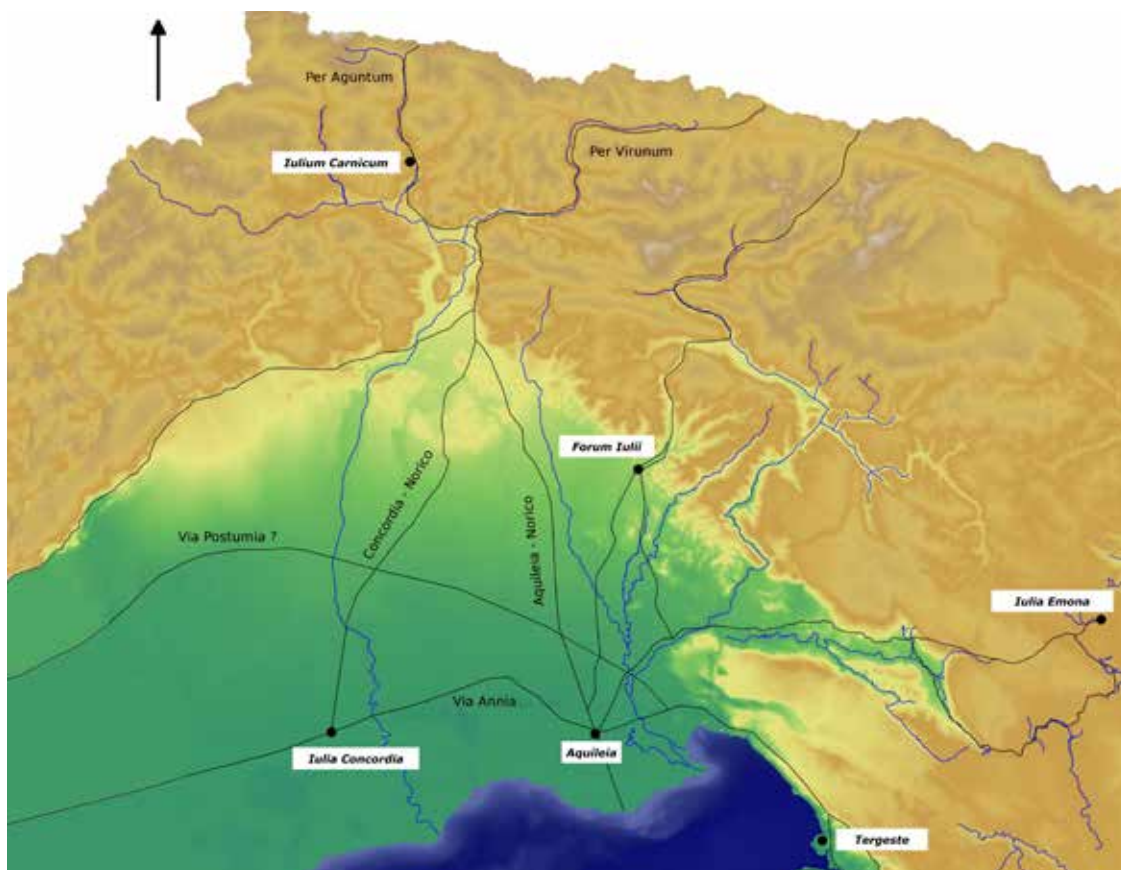 Per Aguntum
Iulium Carnicum
Per Virunum
Forum Iulii
Concordia - Norico
Aquileia - Norico
Via Postumia ?
Iulia Emona
Via Annia
Iulia Concordia
Aquileia
Tergeste